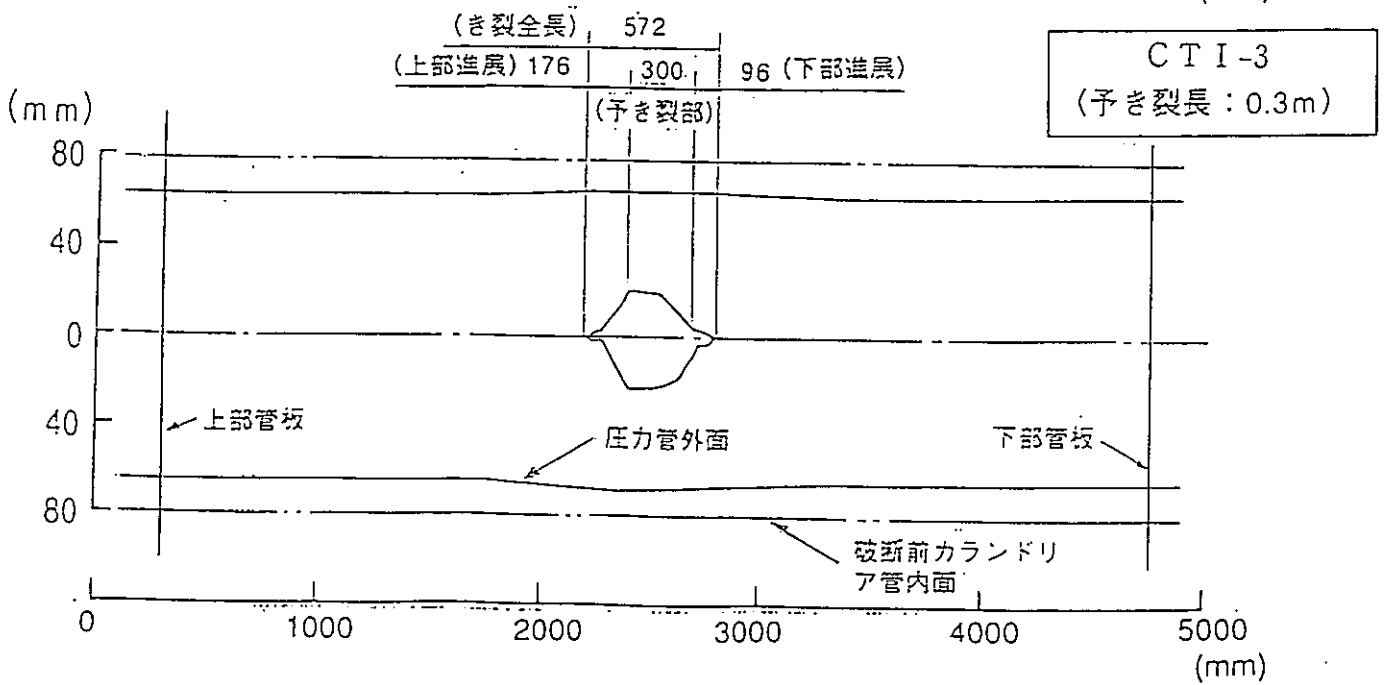 (mm)
(き裂全長) 572
(上部進展) 176 300 96 (下部進展)
(予き裂部)
CTI-3
(予き裂長：0.3m)
(mm)
80
40
0
40
80
上部管板
圧力管外面
下部管板
破断前カランドリ
ア管内面
0 1000 2000 3000 4000 5000
(mm)